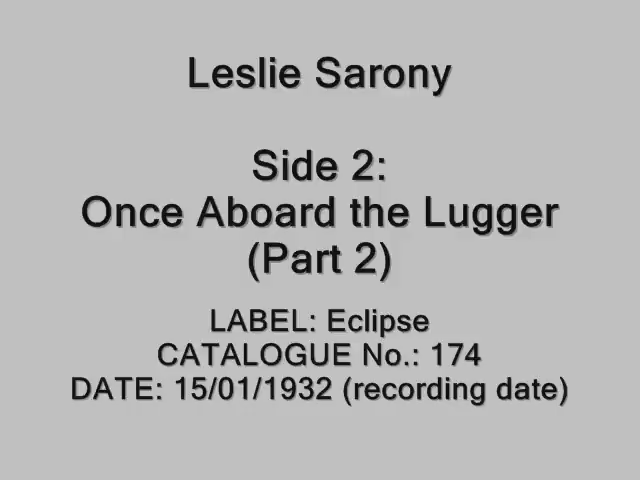 Leslie Sarony
Side 2:
Once Aboard the Lugger
(Part 2)
LABEL: Eclipse
CATALOGUE No.: 174
DATE: 15/01/1932 (recording date)